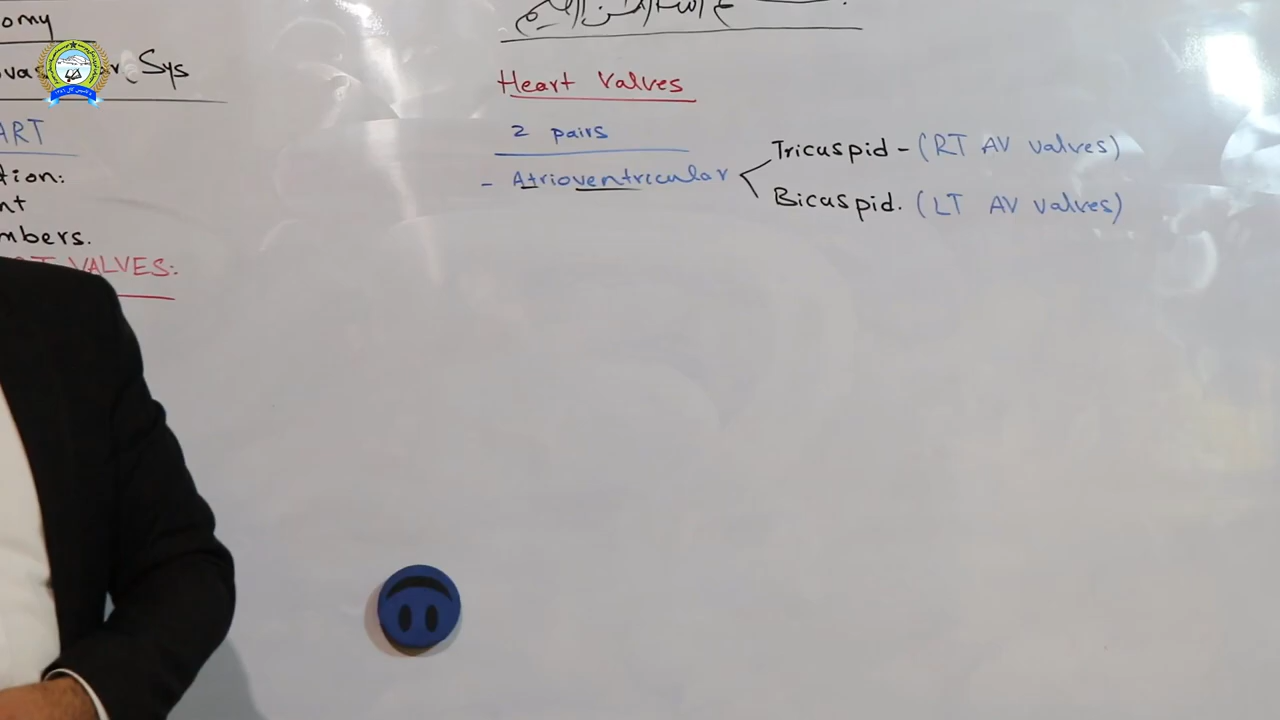 omy
Sys
ART
tion:
nt
mbers.
VALVES:
Heart Valves
2 pairs
- Atrioventricular
Tricuspid - (RT AV valves)
Bicuspid. (LT AV valves)